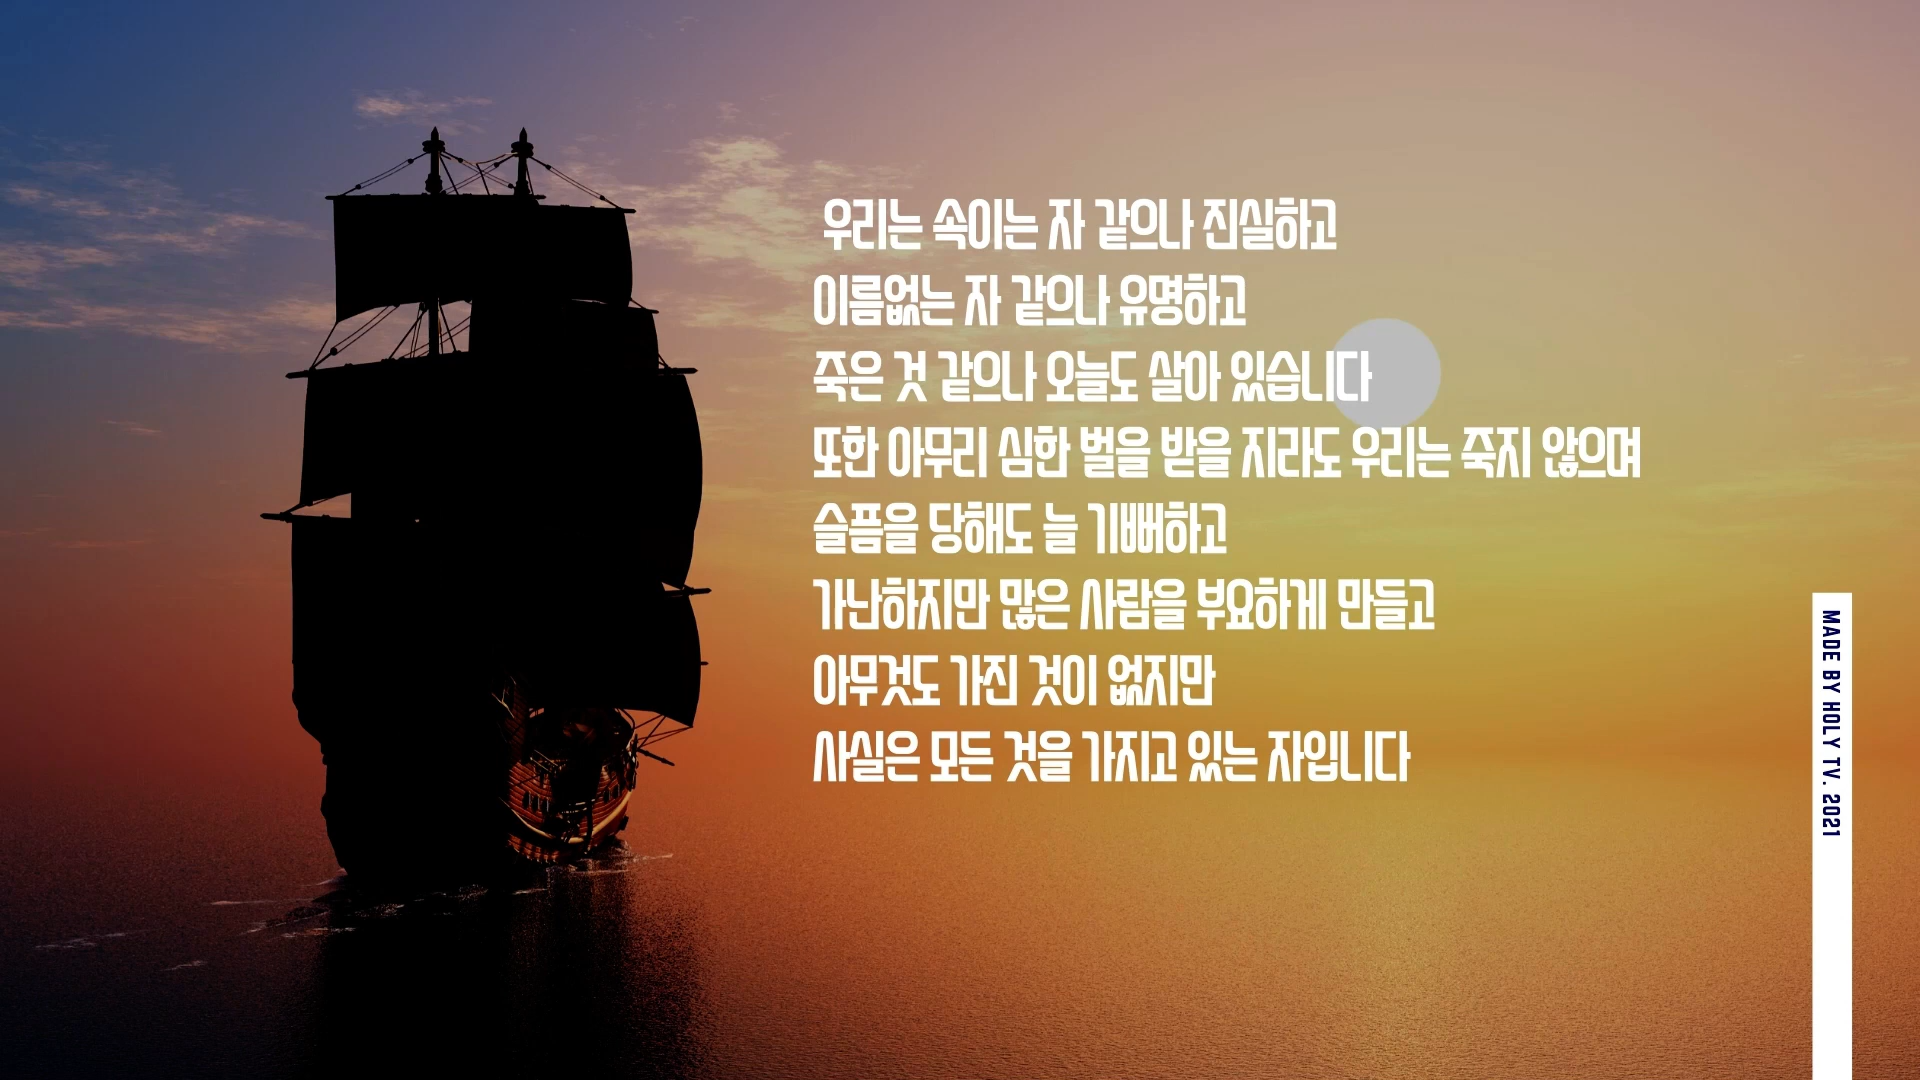 우리는 속이는 자 같으나 진실하고
이름없는 자 같으나 유명하고
죽은 것 같으나 오늘도 살아 있습니다
또한 아무리 심한 벌을 받을 지라도 우리는 죽지 않으며
슬픔을 당해도 늘 기뻐하고
가난하지만 많은 사람을 부요하게 만들고
아무것도 가진 것이 없지만
사실은 모든 것을 가지고 있는 자입니다
MADE BY HOLY TV. 2021